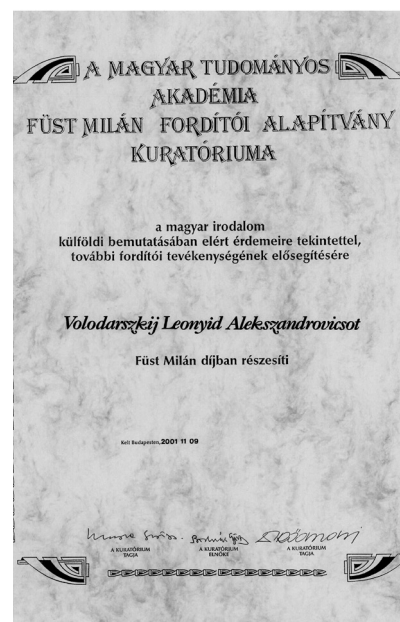 A MAGYAR TUDOMÁNYOS
AKADÉMIA
FÜST MILÁN FORDÍTÓI ALAPÍTVÁNY
KURATÓRIUMA
a magyar irodalom
külföldi bemutatásában elért érdemeire tekintettel,
további fordítói tevékenységének elősegítésére
Volodarszkij Leonyid Alekszandrovicsot
Füst Milán díjban részesíti
Kelt Budapesten, 2001 11 09
A KURATÓRIUM TAGJA
A KURATÓRIUM ELNÖKE
A KURATÓRIUM TAGJA